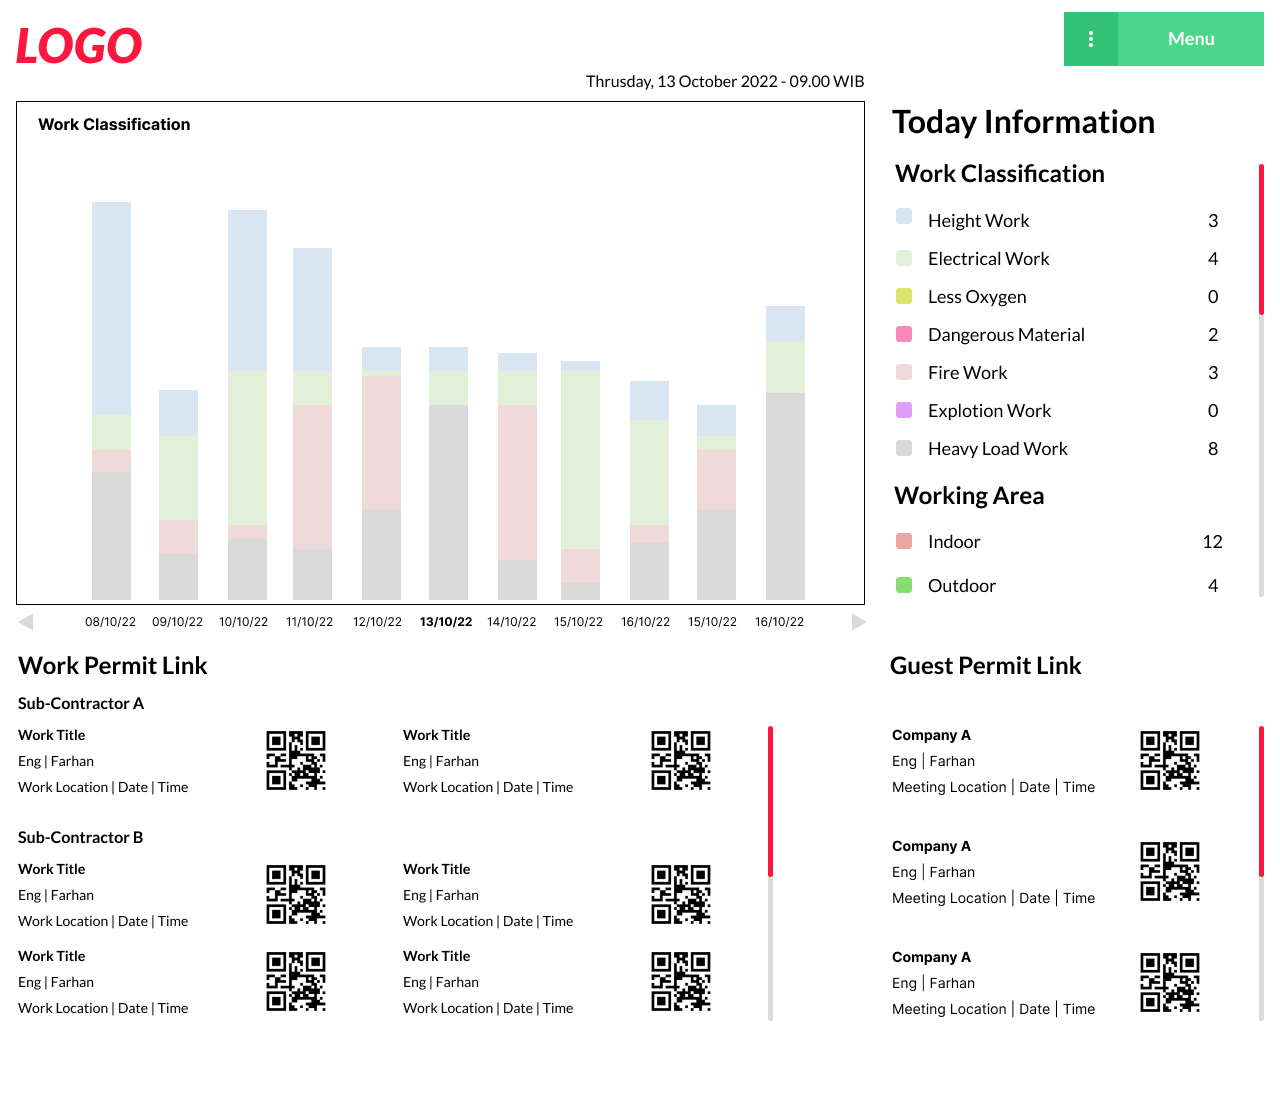 LOGO
Menu
Thrusday, 13 October 2022 - 09.00 WIB
Work Classification
08/10/22 09/10/22 10/10/22 11/10/22 12/10/22 13/10/22 14/10/22 15/10/22 16/10/22 15/10/22 16/10/22
Today Information
Work Classification
Height Work 3
Electrical Work 4
Less Oxygen 0
Dangerous Material 2
Fire Work 3
Explotion Work 0
Heavy Load Work 8
Working Area
Indoor 12
Outdoor 4
Work Permit Link
Sub-Contractor A
Work Title
Eng | Farhan
Work Location | Date | Time
Work Title
Eng | Farhan
Work Location | Date | Time
Sub-Contractor B
Work Title
Eng | Farhan
Work Location | Date | Time
Work Title
Eng | Farhan
Work Location | Date | Time
Work Title
Eng | Farhan
Work Location | Date | Time
Work Title
Eng | Farhan
Work Location | Date | Time
Guest Permit Link
Company A
Eng | Farhan
Meeting Location | Date | Time
Company A
Eng | Farhan
Meeting Location | Date | Time
Company A
Eng | Farhan
Meeting Location | Date | Time